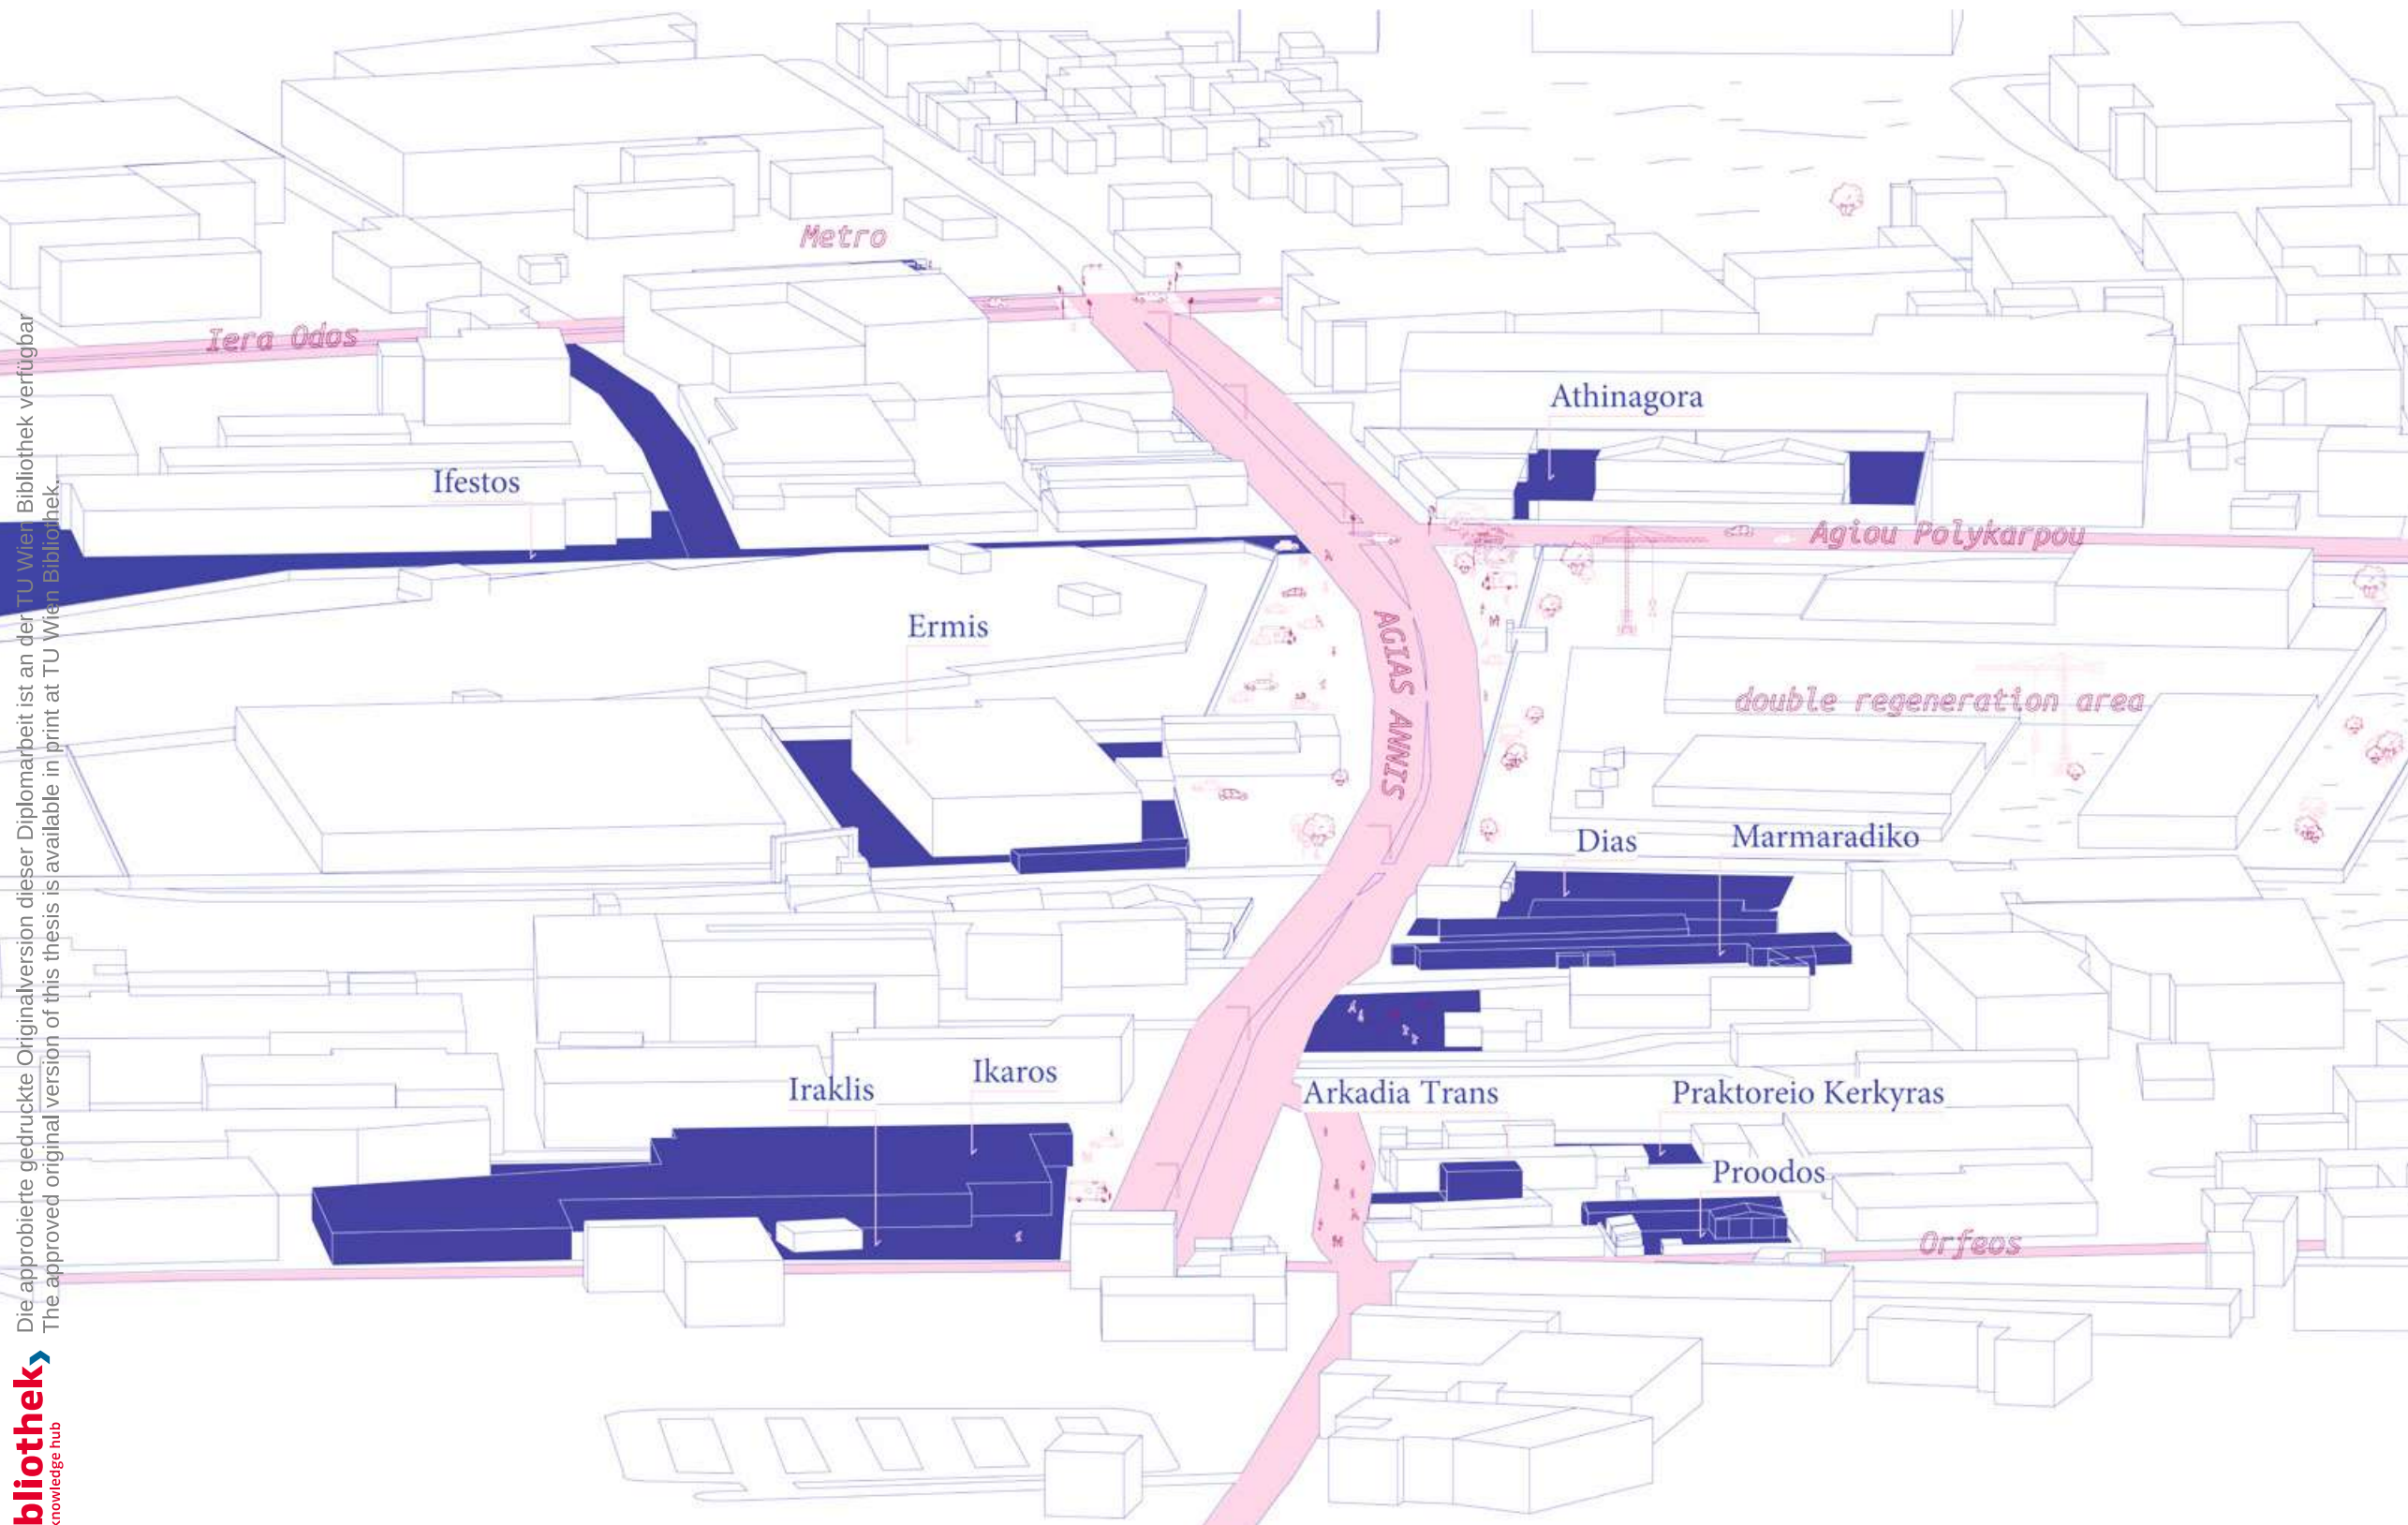 Metro
Iera Odos
Athinagora
Ifestos
Agiou Polykarpou
Ermis
AGIAS ANNIS
double regeneration area
Dias
Marmaradiko
Ikaros
Iraklis
Arkadia Trans
Praktoreio Kerkyras
Proodos
Orfeos
Die approbierte gedruckte Originalversion dieser Diplomarbeit ist an der TU Wien Bibliothek verfügbar
The approved original version of this thesis is available in print at TU Wien Bibliothek.
bliothek
knowledge hub